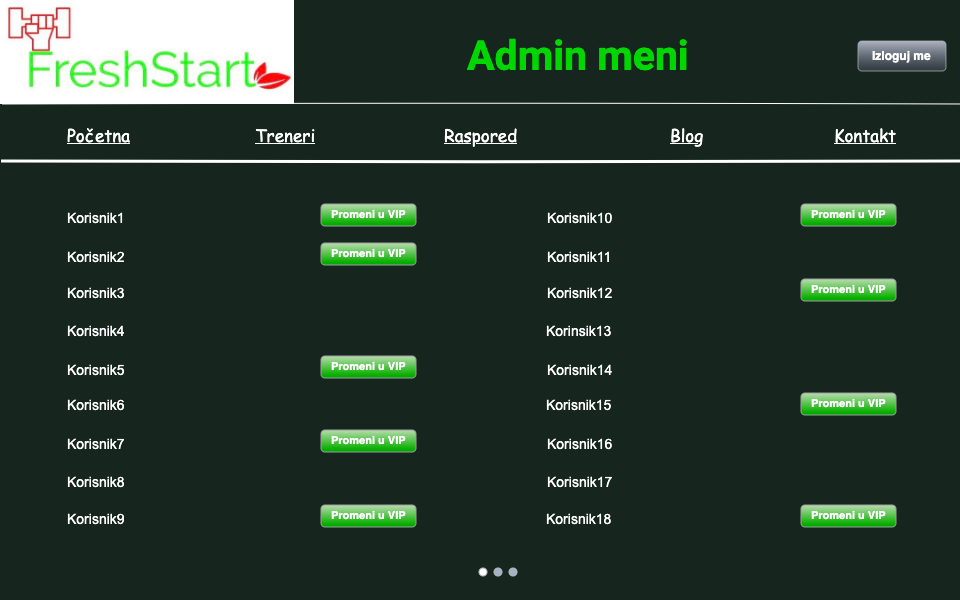 FreshStart
Admin meni
Izloguj me
Početna Treneri Raspored Blog Kontakt
Korisnik1 Promeni u VIP Korisnik10 Promeni u VIP
Korisnik2 Promeni u VIP Korisnik11
Korisnik3 Korisnik12 Promeni u VIP
Korisnik4 Korinsik13
Korisnik5 Promeni u VIP Korisnik14
Korisnik6 Korisnik15 Promeni u VIP
Korisnik7 Promeni u VIP Korisnik16
Korisnik8 Korisnik17
Korisnik9 Promeni u VIP Korisnik18 Promeni u VIP